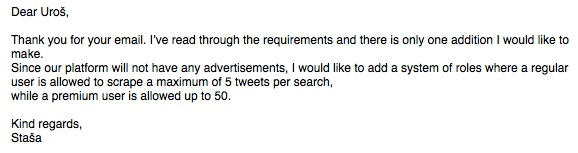 Dear Uroš,
Thank you for your email. I've read through the requirements and there is only one addition I would like to
make.
Since our platform will not have any advertisements, I would like to add a system of roles where a regular
user is allowed to scrape a maximum of 5 tweets per search,
while a premium user is allowed up to 50.
Kind regards,
Staša